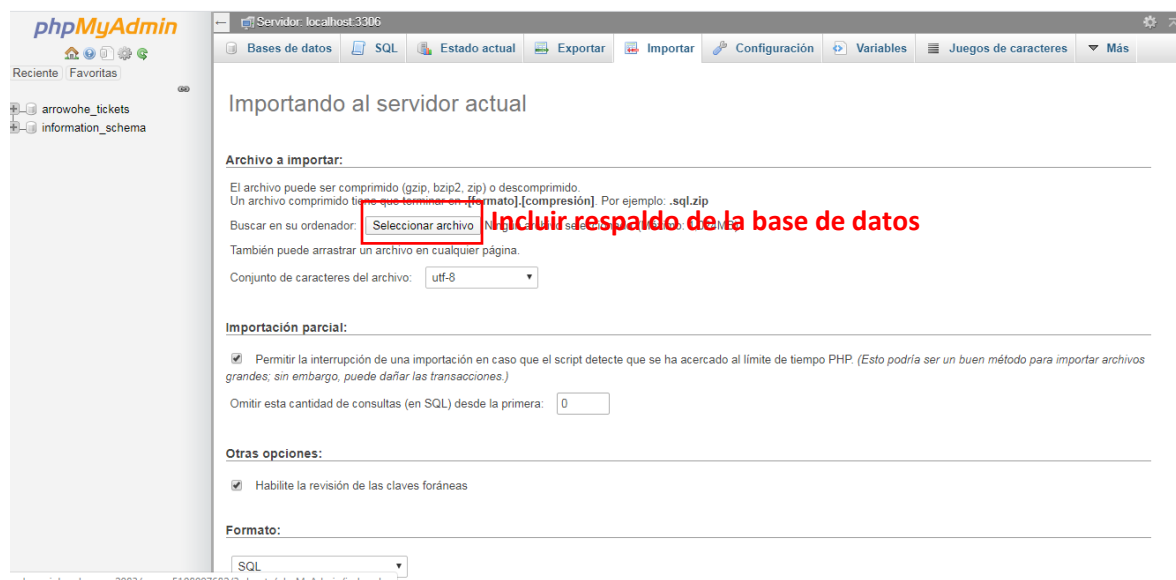 phpMyAdmin
Reciente Favoritas
arrowohe_tickets
information_schema
Servidor: localhost:3306
Bases de datos SQL Estado actual Exportar Importar Configuración Variables Juegos de caracteres Más
Importando al servidor actual
Archivo a importar:
El archivo puede ser comprimido (gzip, bzip2, zip) o descomprimido.
Un archivo comprimido tiene que terminar en .[formato].[compresión]. Por ejemplo: .sql.zip
Buscar en su ordenador: Seleccionar archivo
Incluir respaldo de la base de datos
También puede arrastrar un archivo en cualquier página.
Conjunto de caracteres del archivo: utf-8
Importación parcial:
Permitir la interrupción de una importación en caso que el script detecte que se ha acercado al límite de tiempo PHP. (Esto podría ser un buen método para importar archivos
grandes; sin embargo, puede dañar las transacciones.)
Omitir esta cantidad de consultas (en SQL) desde la primera: 0
Otras opciones:
Habilite la revisión de las claves foráneas
Formato:
SQL